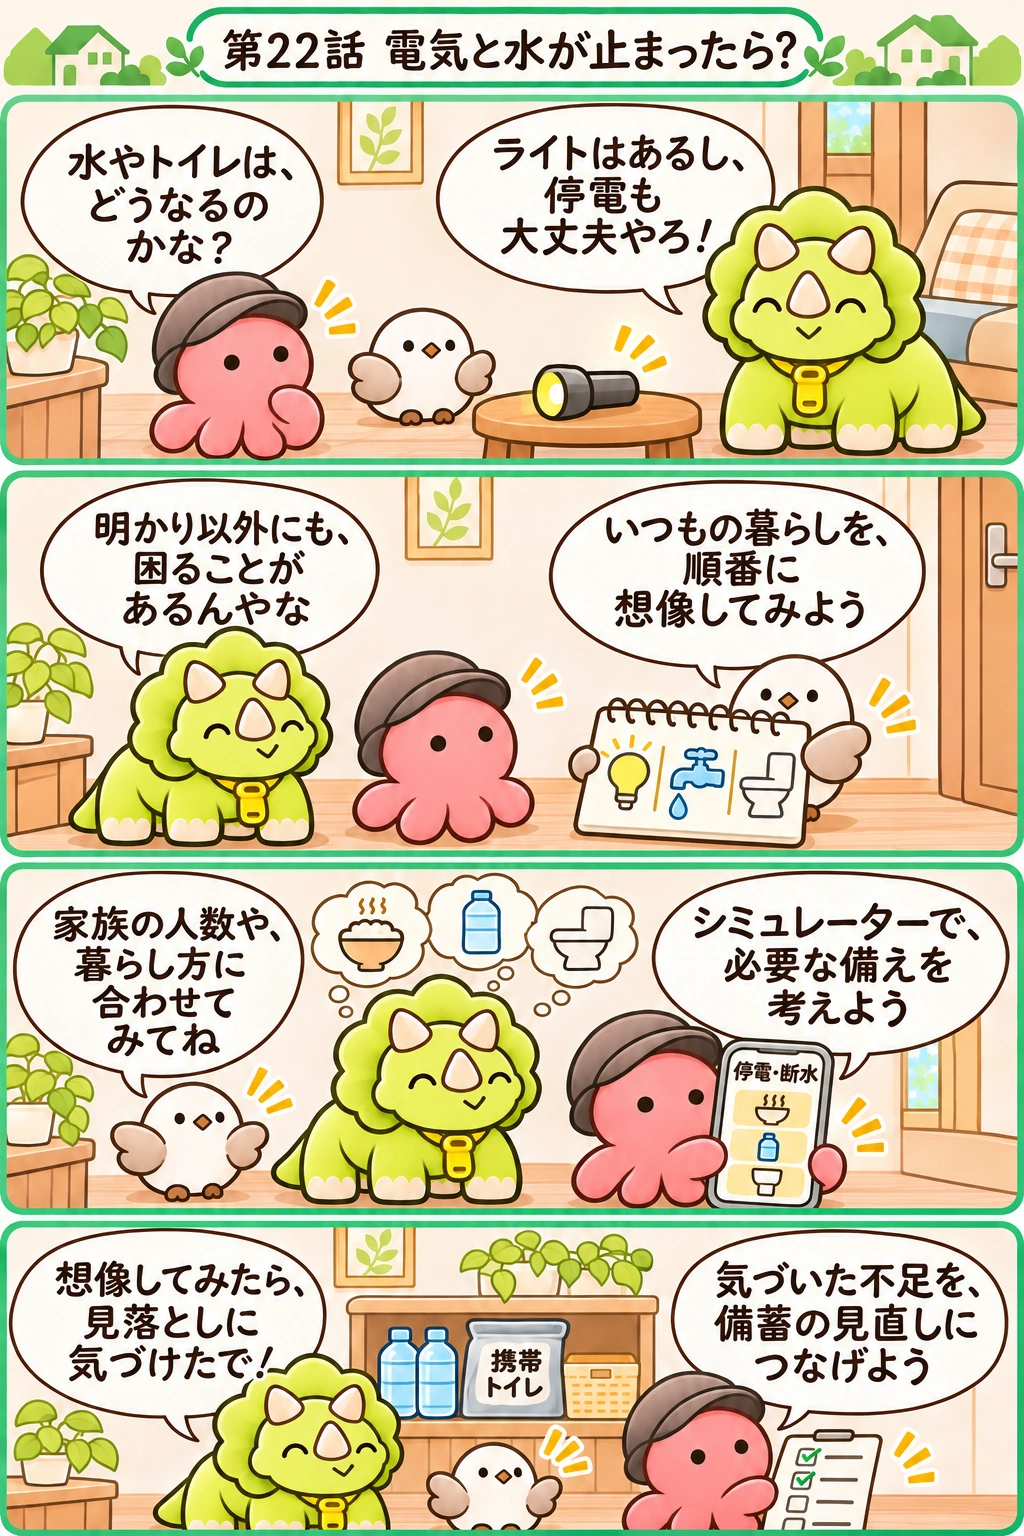 第22話 電気と水が止まったら?
水やトイレは、
どうなるの
かな?
ライトはあるし、
停電も
大丈夫やろ!
明かり以外にも、
困ることが
あるんやな
いつもの暮らしを、
順番に
想像してみよう
家族の人数や、
暮らし方に
合わせて
みてね
シミュレーターで、
必要な備えを
考えよう
停電・断水
想像してみたら、
見落としに
気づけたで!
携帯
トイレ
気づいた不足を、
備蓄の見直しに
つなげよう